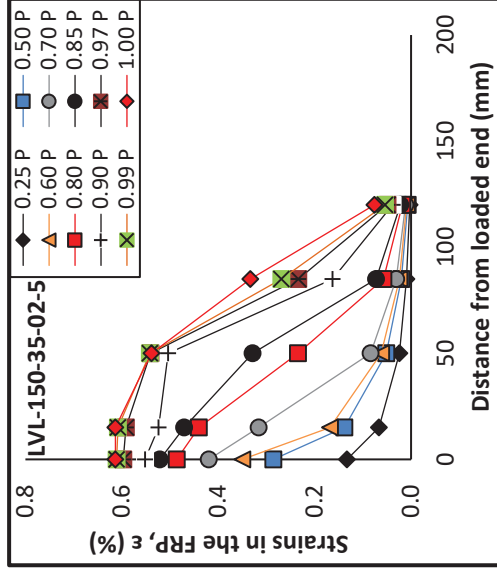 LVL-150-35-02-5
0.25 P
0.50 P
0.60 P
0.70 P
0.80 P
0.85 P
0.90 P
0.97 P
0.99 P
1.00 P
Strains in the FRP, ε (%)
0.8
0.6
0.4
0.2
0.0
0
50
100
150
200
Distance from loaded end (mm)